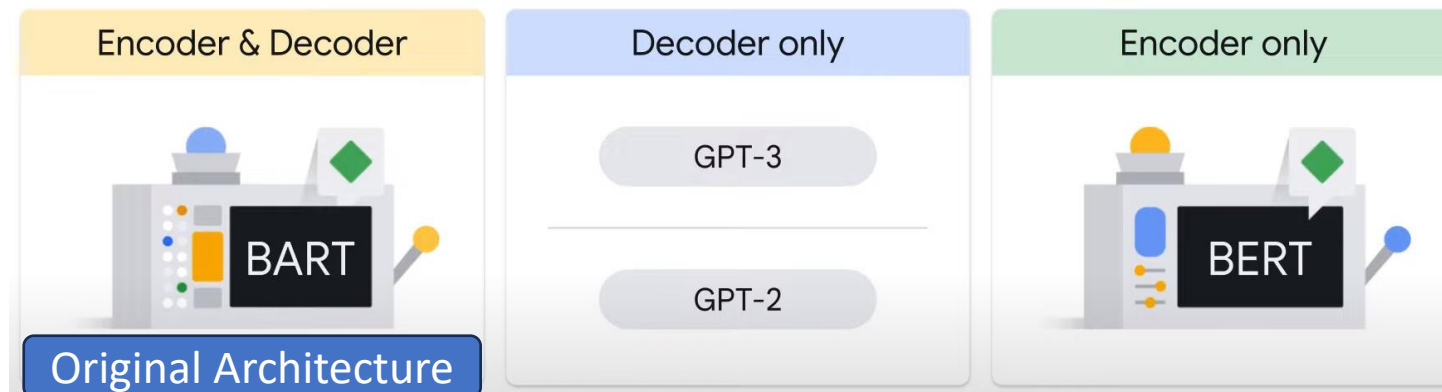 Encoder & Decoder
BART
Original Architecture
Decoder only
GPT-3
GPT-2
Encoder only
BERT